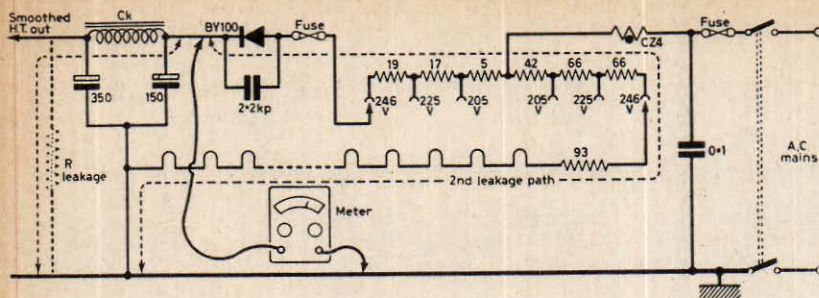 Smoothed
H.T. out
Ck
BY100
Fuse
Fuse
CZ4
350
150
2·2kp
19
17
5
42
66
66
246
V
225
V
205
V
205
V
225
V
246
V
0·1
A.C
mains
R
leakage
93
2nd leakage path
Meter